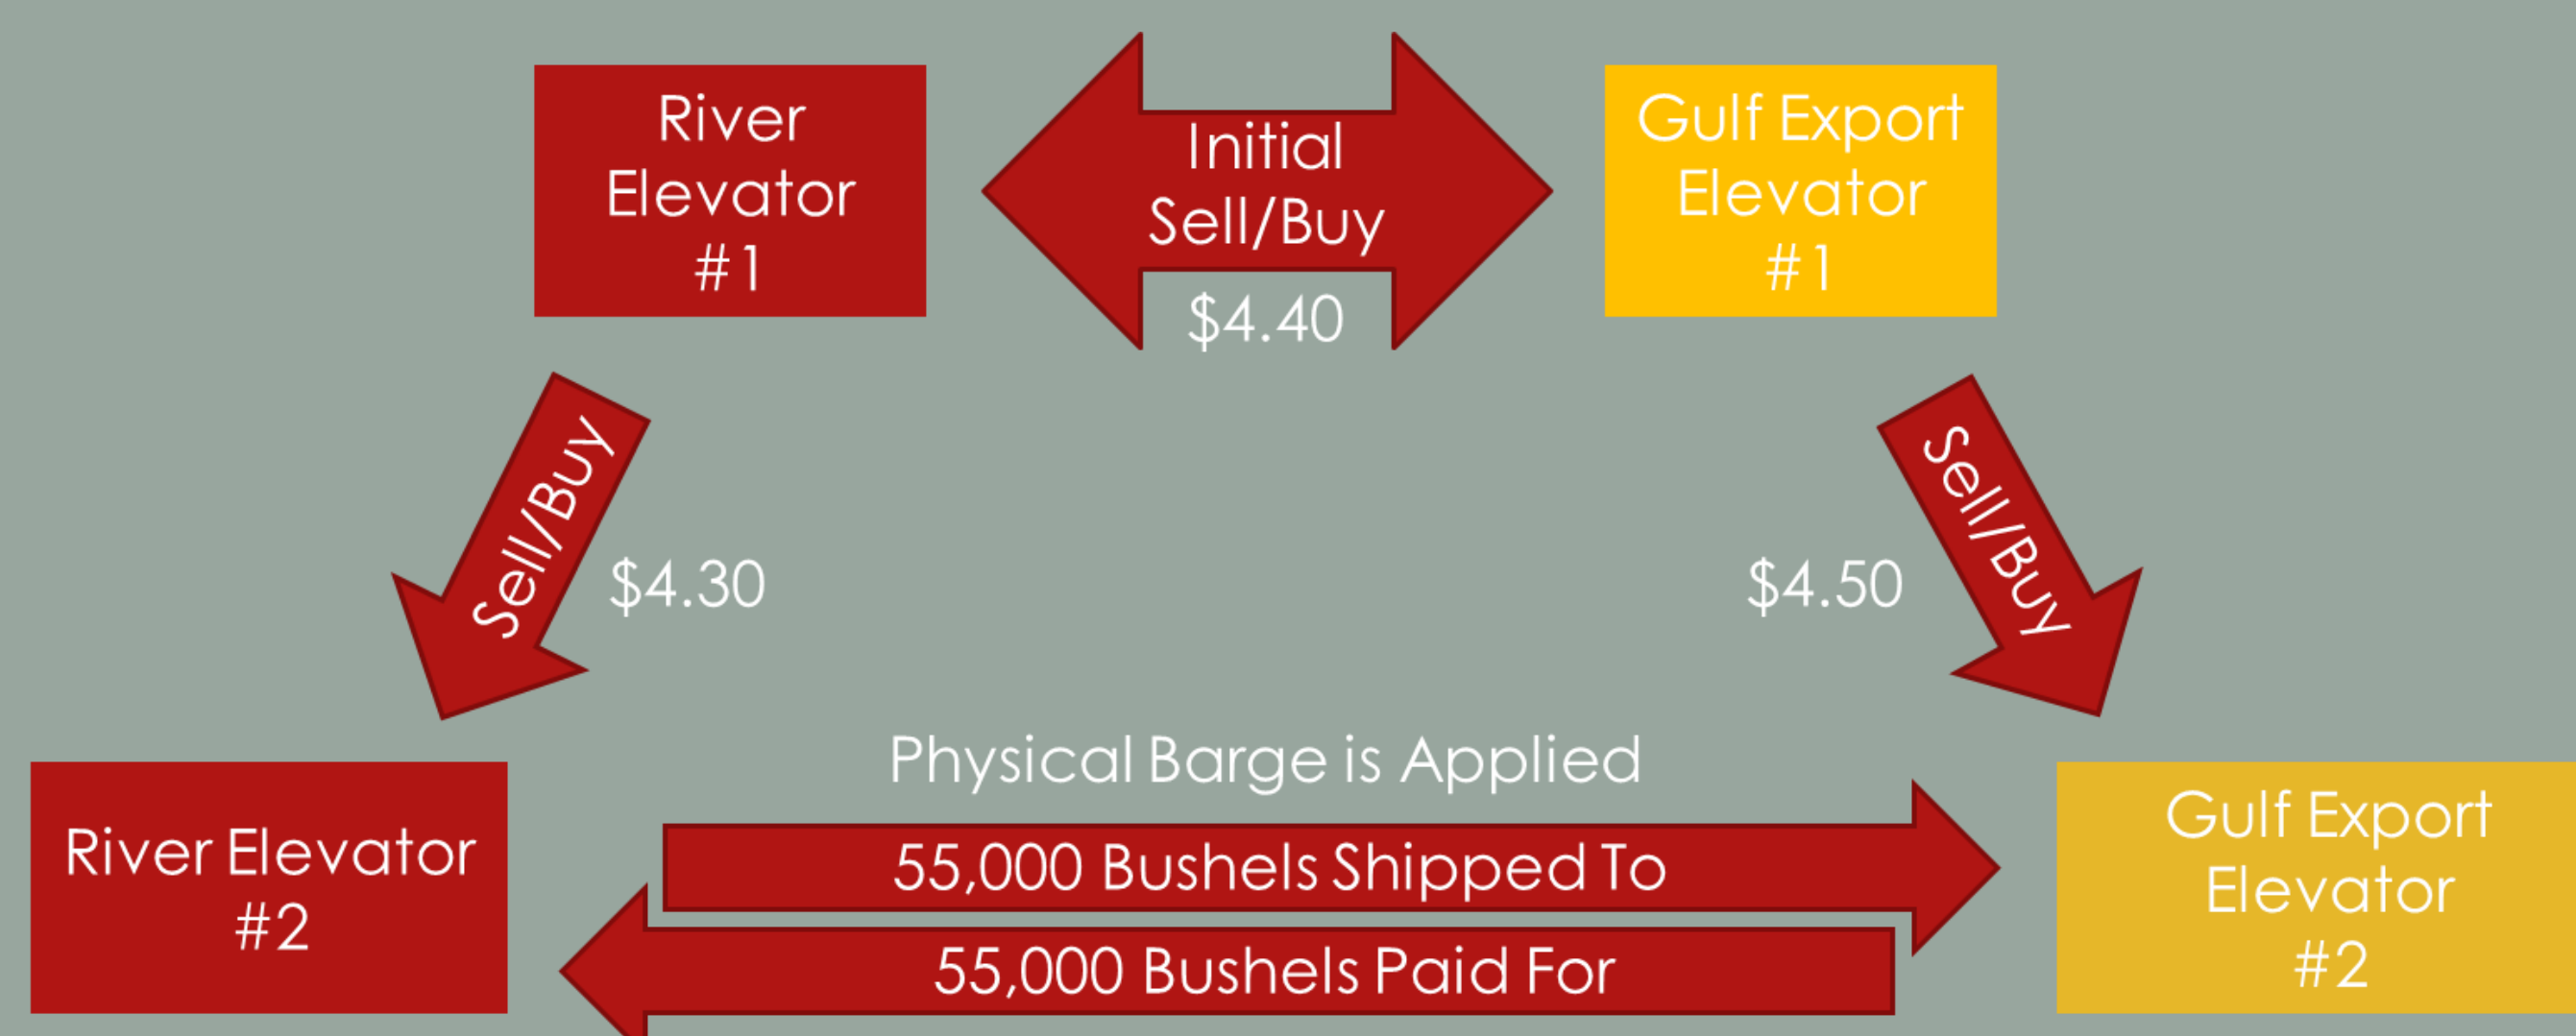 River
Elevator
#1
Initial
Sell/Buy
$4.40
Gulf Export
Elevator
#1
Sell/Buy
$4.30
$4.50
Sell/Buy
Physical Barge is Applied
River Elevator
#2
55,000 Bushels Shipped To
55,000 Bushels Paid For
Gulf Export
Elevator
#2